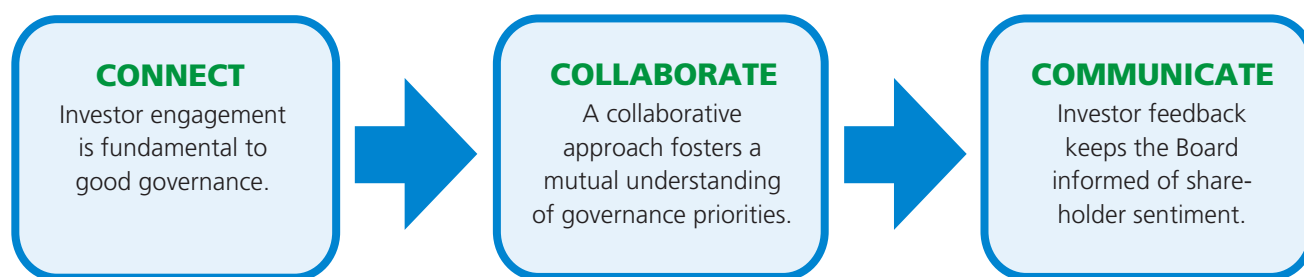 CONNECT
Investor engagement
is fundamental to
good governance.
COLLABORATE
A collaborative
approach fosters a
mutual understanding
of governance priorities.
COMMUNICATE
Investor feedback
keeps the Board
informed of share-
holder sentiment.